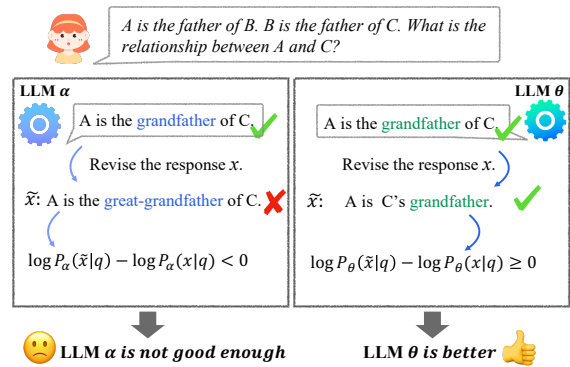 A is the father of B. B is the father of C. What is the
relationship between A and C?
LLM α
A is the grandfather of C.
Revise the response x.
x̃: A is the great-grandfather of C.
log P_α(x̃|q) − log P_α(x|q) < 0
LLM θ
A is the grandfather of C.
Revise the response x.
x̃: A is C's grandfather.
log P_θ(x̃|q) − log P_θ(x|q) ≥ 0
LLM α is not good enough
LLM θ is better